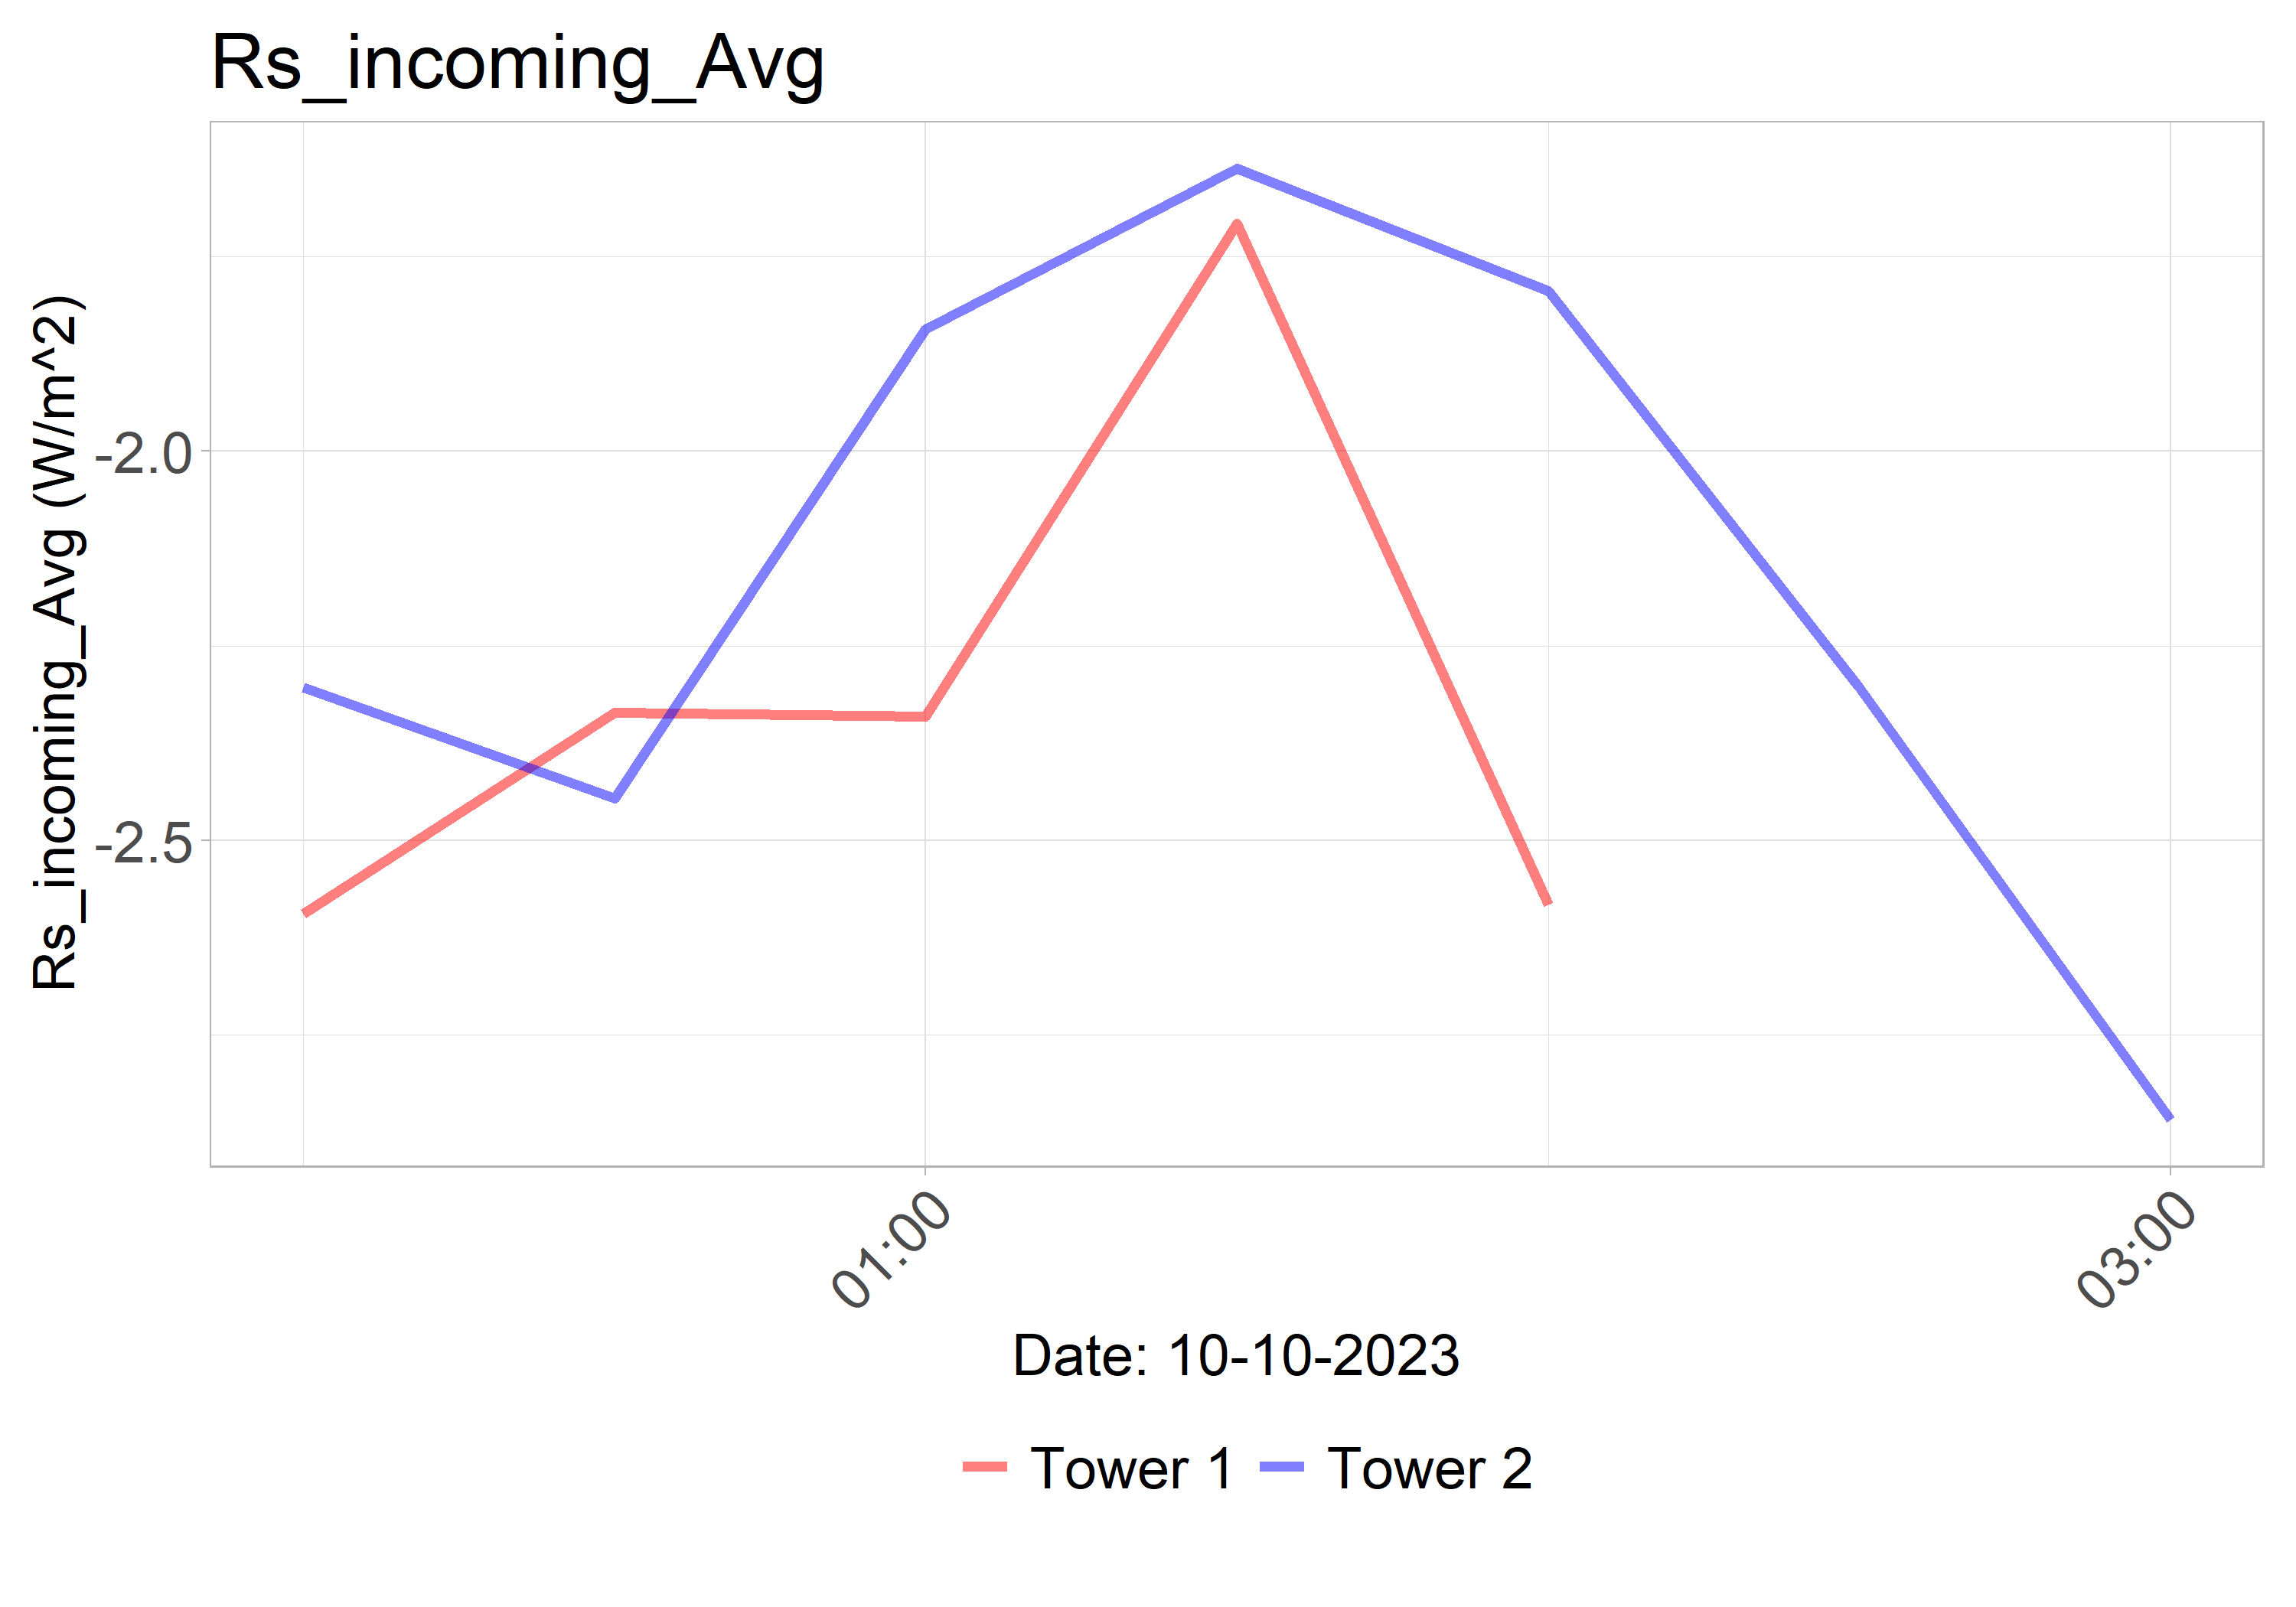 Rs_incoming_Avg
Rs_incoming_Avg (W/m^2)
-2.0
-2.5
01:00
03:00
Date: 10-10-2023
Tower 1
Tower 2